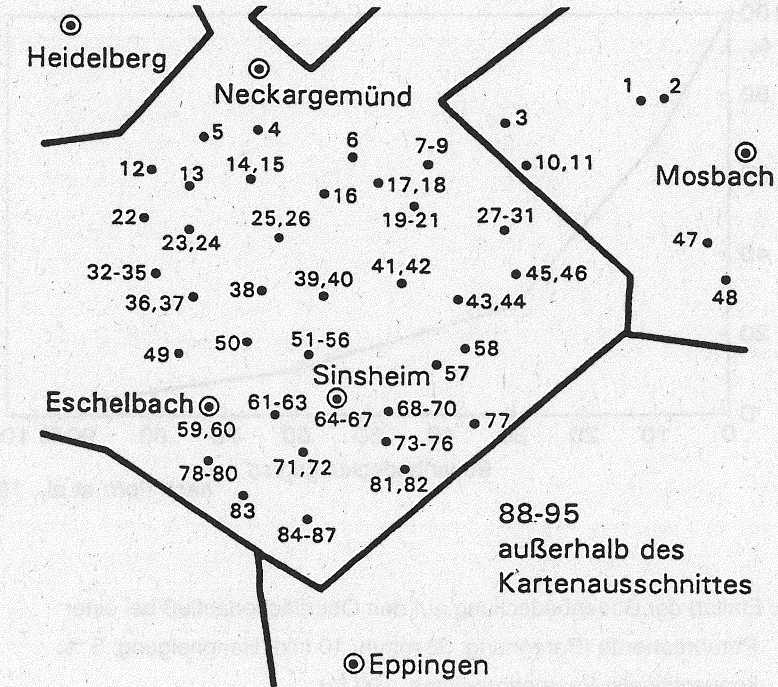 Heidelberg
Neckargemünd
1 2
3
5 4
6 7-9
12 13 14,15 10,11
Mosbach
16 17,18
19-21
22 25,26 27-31
23,24
47
32-35 41,42 45,46
36,37 38 39,40 43,44 48
50 51-56
49 58
Sinsheim 57
Eschelbach 61-63 64-67 68-70
59,60 77
73-76
78-80 71,72
81,82
83
84-87
88-95
außerhalb des
Kartenausschnittes
Eppingen